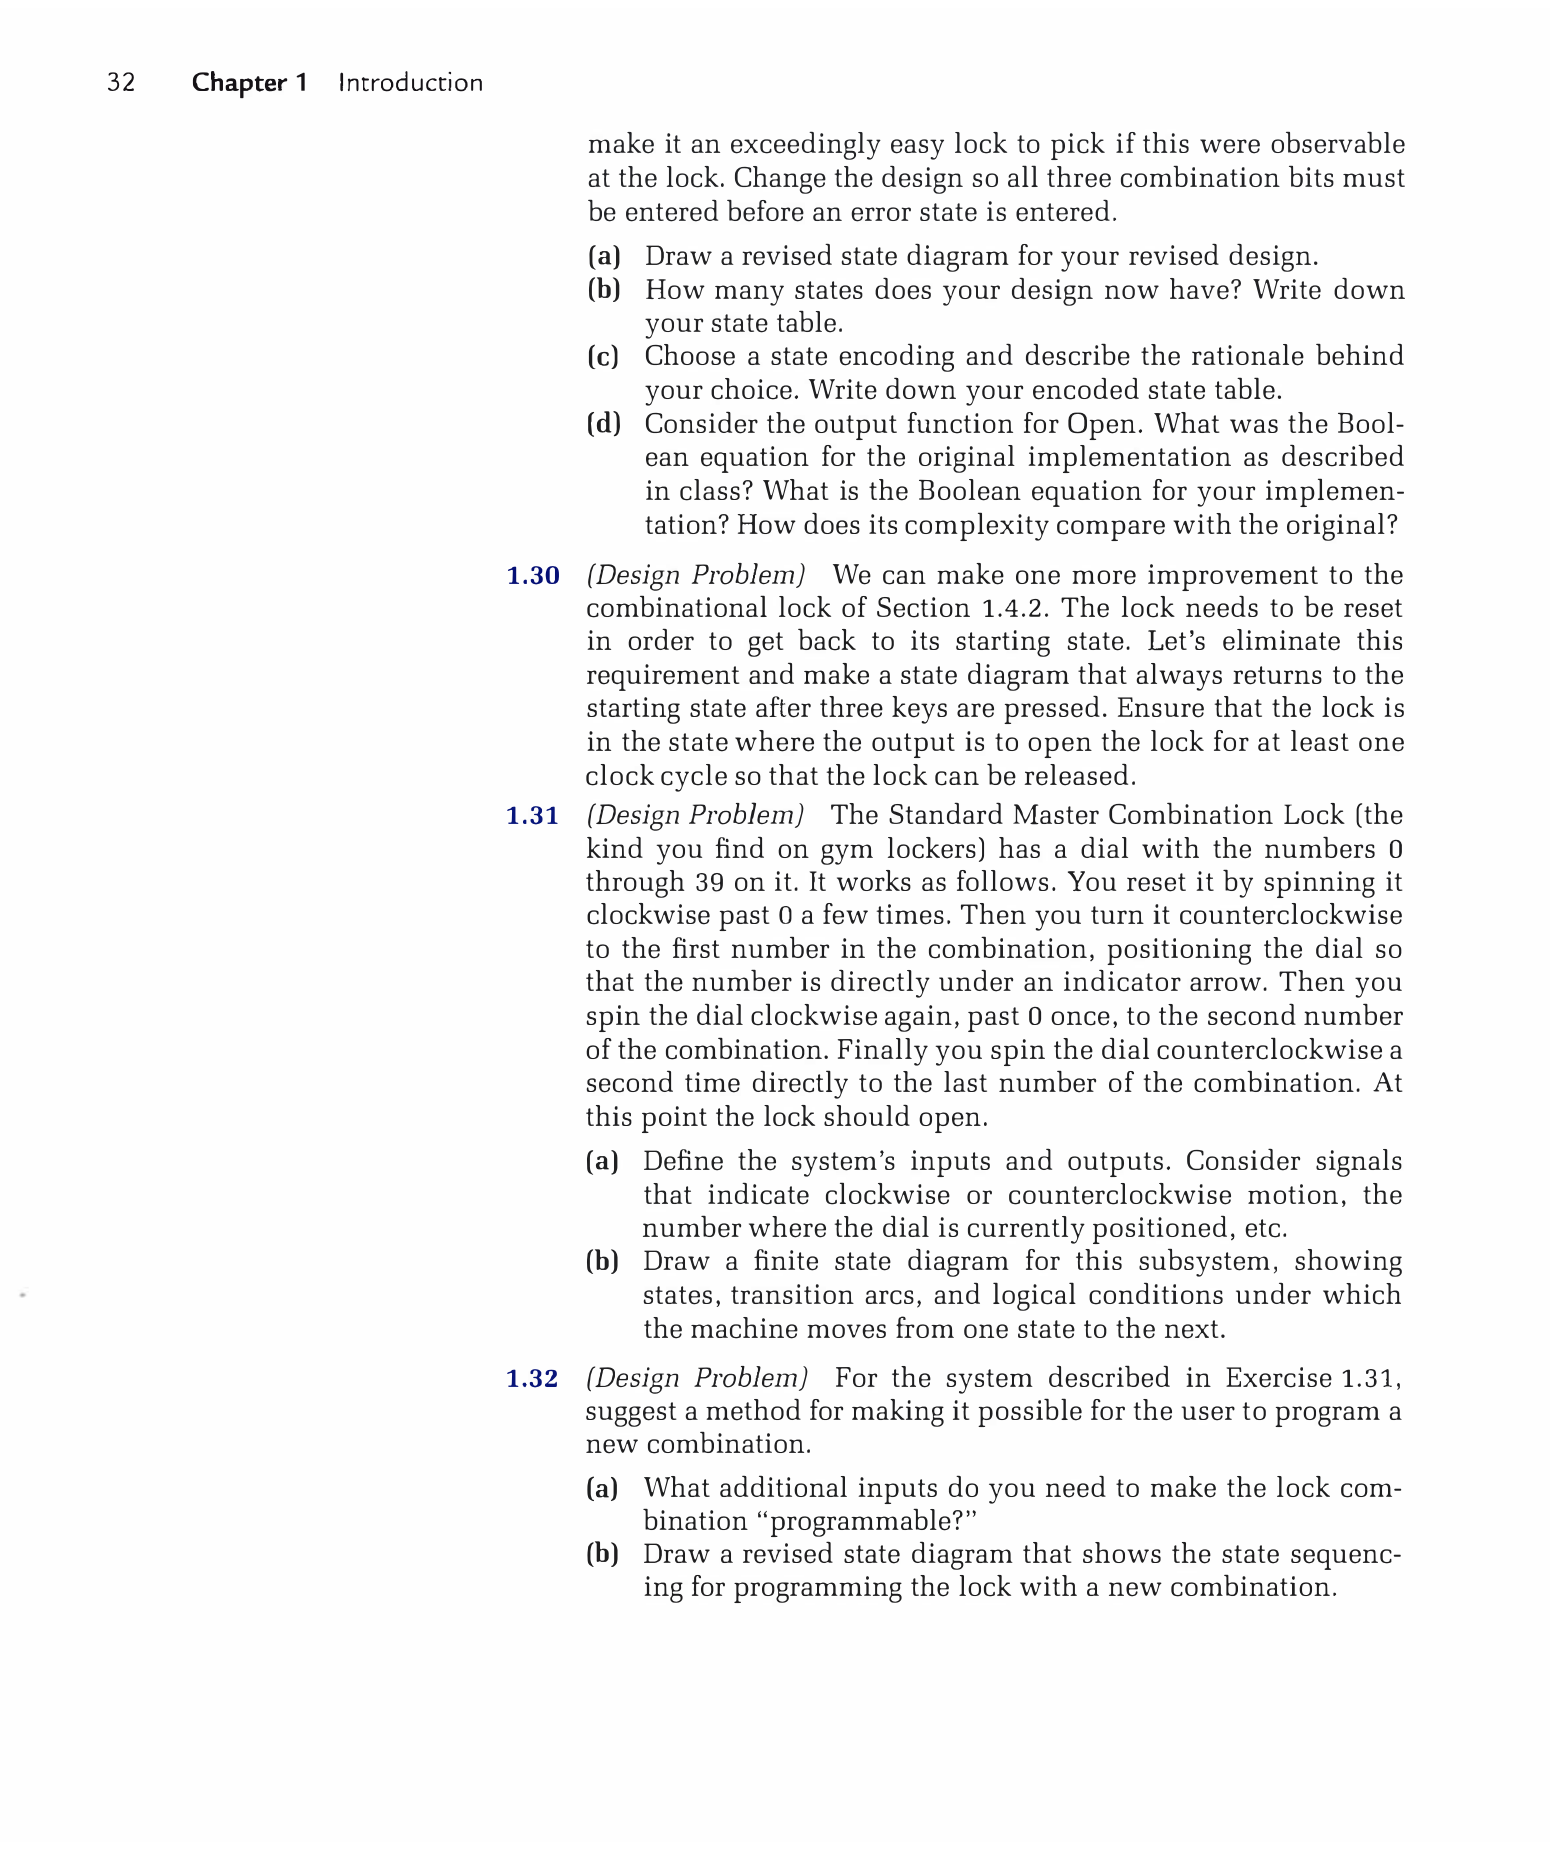 32 Chapter 1 Introduction
make it an exceedingly easy lock to pick if this were observable
at the lock. Change the design so all three combination bits must
be entered before an error state is entered.
(a) Draw a revised state diagram for your revised design.
(b) How many states does your design now have? Write down
your state table.
(c) Choose a state encoding and describe the rationale behind
your choice. Write down your encoded state table.
(d) Consider the output function for Open. What was the Bool-
ean equation for the original implementation as described
in class? What is the Boolean equation for your implemen-
tation? How does its complexity compare with the original?
1.30 (Design Problem) We can make one more improvement to the
combinational lock of Section 1.4.2. The lock needs to be reset
in order to get back to its starting state. Let's eliminate this
requirement and make a state diagram that always returns to the
starting state after three keys are pressed. Ensure that the lock is
in the state where the output is to open the lock for at least one
clock cycle so that the lock can be released.
1.31 (Design Problem) The Standard Master Combination Lock (the
kind you find on gym lockers) has a dial with the numbers 0
through 39 on it. It works as follows. You reset it by spinning it
clockwise past 0 a few times. Then you turn it counterclockwise
to the first number in the combination, positioning the dial so
that the number is directly under an indicator arrow. Then you
spin the dial clockwise again, past 0 once, to the second number
of the combination. Finally you spin the dial counterclockwise a
second time directly to the last number of the combination. At
this point the lock should open.
(a) Define the system's inputs and outputs. Consider signals
that indicate clockwise or counterclockwise motion, the
number where the dial is currently positioned, etc.
(b) Draw a finite state diagram for this subsystem, showing
states, transition arcs, and logical conditions under which
the machine moves from one state to the next.
1.32 (Design Problem) For the system described in Exercise 1.31,
suggest a method for making it possible for the user to program a
new combination.
(a) What additional inputs do you need to make the lock com-
bination “programmable?”
(b) Draw a revised state diagram that shows the state sequenc-
ing for programming the lock with a new combination.